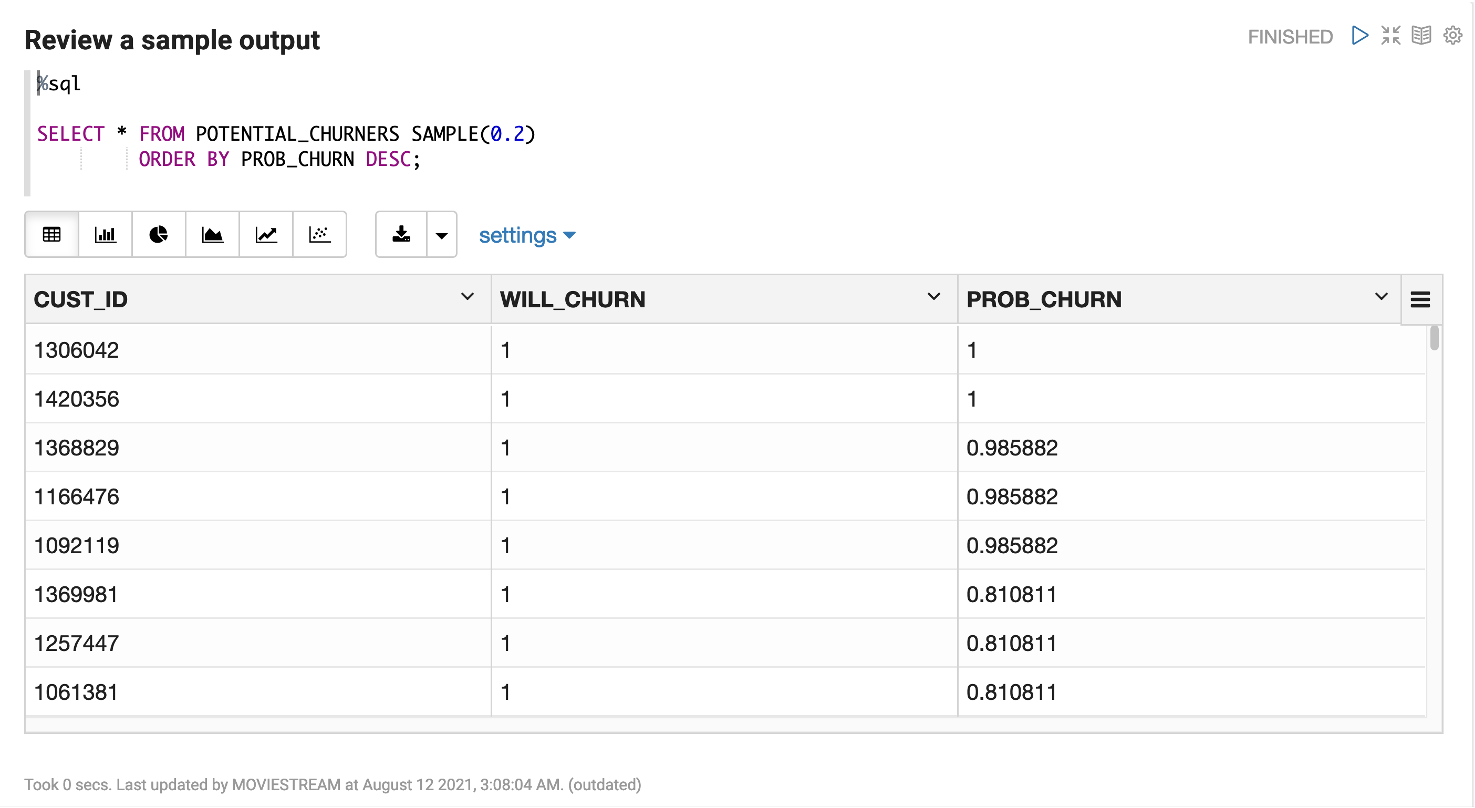 Review a sample output
FINISHED
%sql
SELECT * FROM POTENTIAL_CHURNERS SAMPLE(0.2)
ORDER BY PROB_CHURN DESC;
settings
CUST_ID WILL_CHURN PROB_CHURN
1306042 1 1
1420356 1 1
1368829 1 0.985882
1166476 1 0.985882
1092119 1 0.985882
1369981 1 0.810811
1257447 1 0.810811
1061381 1 0.810811
Took 0 secs. Last updated by MOVIESTREAM at August 12 2021, 3:08:04 AM. (outdated)